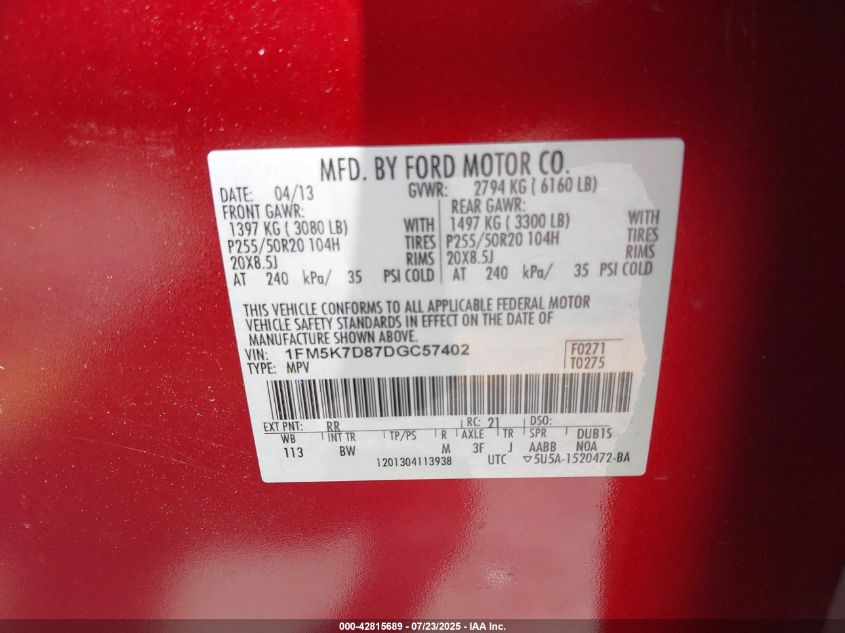 MFD. BY FORD MOTOR CO.
DATE: 04/13 GVWR: 2794 KG ( 6160 LB)
FRONT GAWR: REAR GAWR:
1397 KG ( 3080 LB) WITH 1497 KG ( 3300 LB) WITH
P255/50R20 104H TIRES P255/50R20 104H TIRES
20X8.5J RIMS 20X8.5J RIMS
AT 240 kPa/ 35 PSI COLD AT 240 kPa/ 35 PSI COLD
THIS VEHICLE CONFORMS TO ALL APPLICABLE FEDERAL MOTOR
VEHICLE SAFETY STANDARDS IN EFFECT ON THE DATE OF
MANUFACTURE SHOWN ABOVE.
VIN: 1FM5K7D87DGC57402 F0271
TYPE: MPV T0275
EXT PNT: RR RC: 21 DSO:
WB INT TR TP/PS R AXLE TR SPR DUB15
113 BW M 3F J AABB N0A
1201304113938 UTC ▽5U5A-1520472-BA
000-42815689 07/23/2025 - IAA Inc.